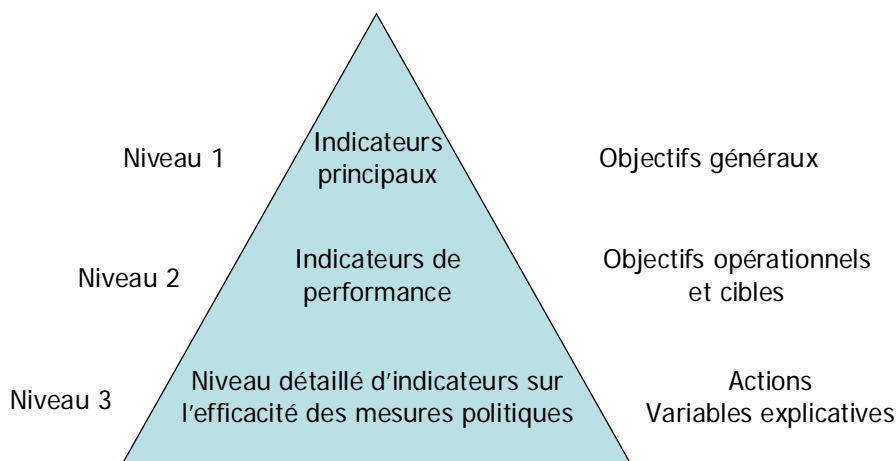 Niveau 1
Indicateurs
principaux
Objectifs généraux
Niveau 2
Indicateurs de
performance
Objectifs opérationnels
et cibles
Niveau 3
Niveau détaillé d'indicateurs sur
l'efficacité des mesures politiques
Actions
Variables explicatives